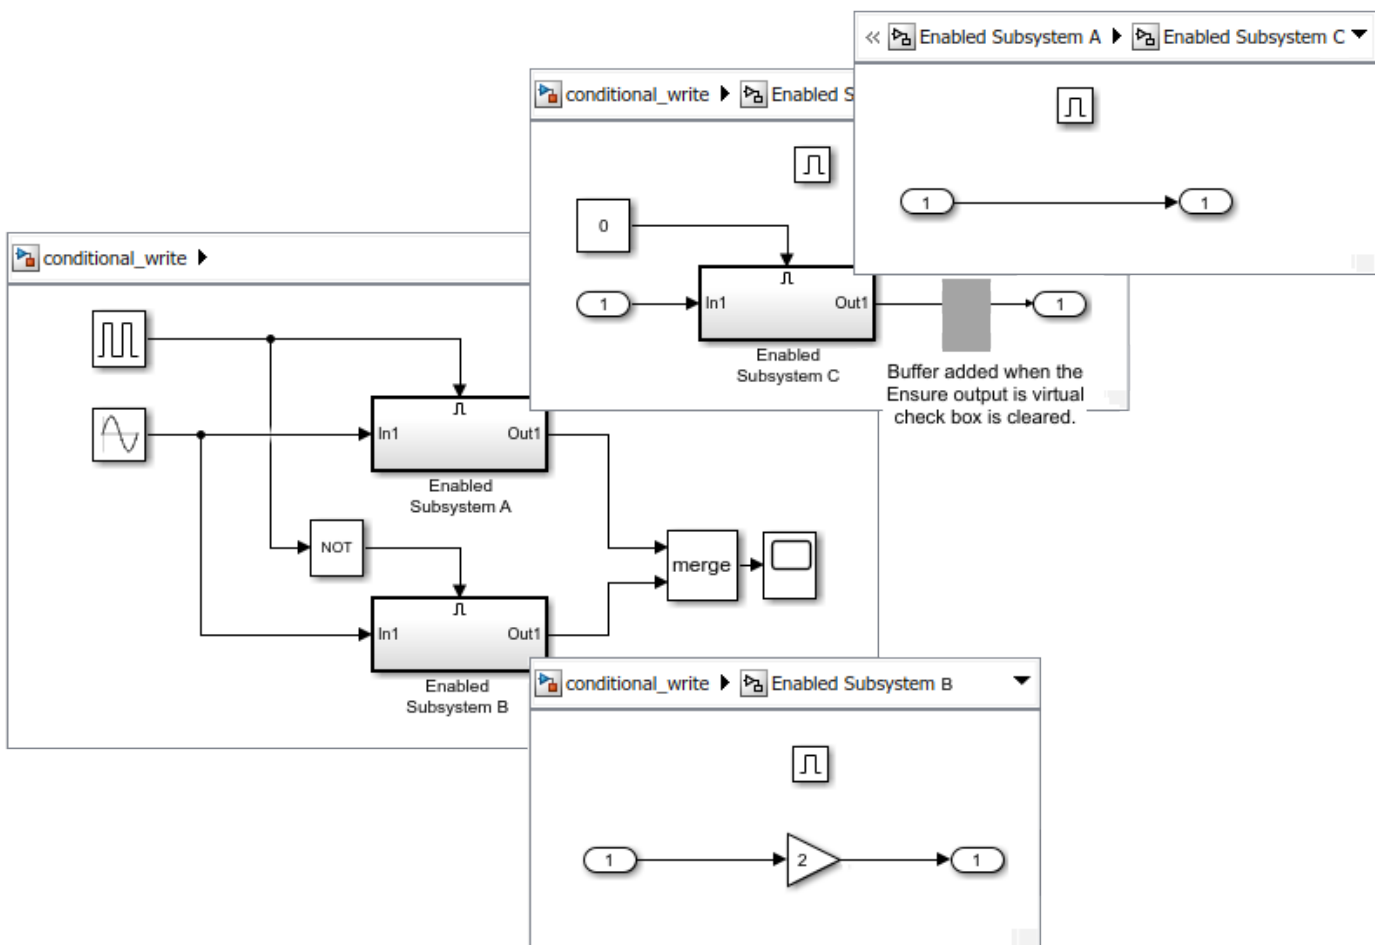 « Enabled Subsystem A Enabled Subsystem C
1 1
conditional_write Enabled S
0
1 In1 Out1 1
Enabled
Subsystem C
Buffer added when the
Ensure output is virtual
check box is cleared.
conditional_write
In1 Out1
Enabled
Subsystem A
NOT
merge
In1 Out1
Enabled
Subsystem B
conditional_write Enabled Subsystem B
1 2 1